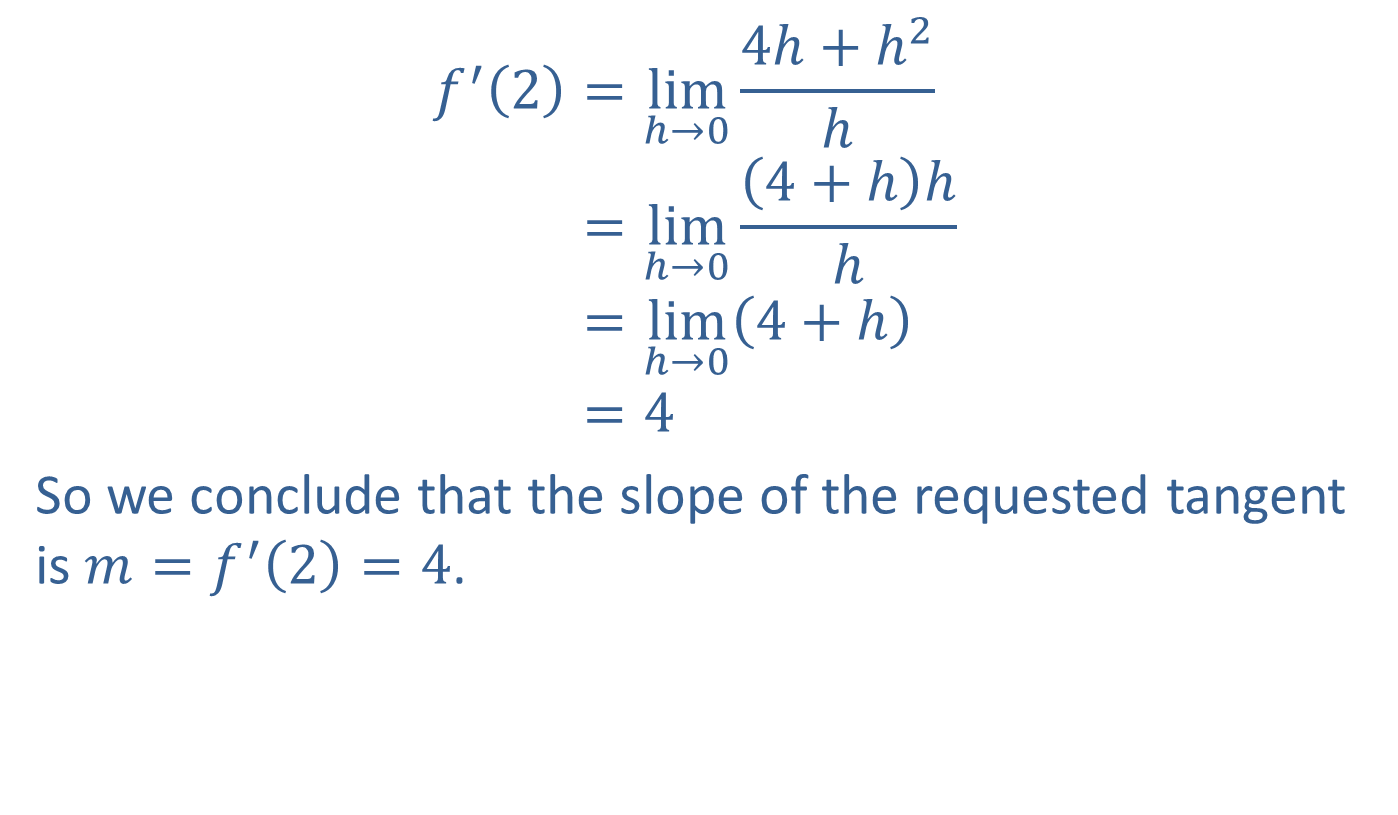 f′(2) = lim_{h→0} (4h + h²)/h
= lim_{h→0} ((4 + h)h)/h
= lim_{h→0} (4 + h)
= 4
So we conclude that the slope of the requested tangent
is m = f′(2) = 4.